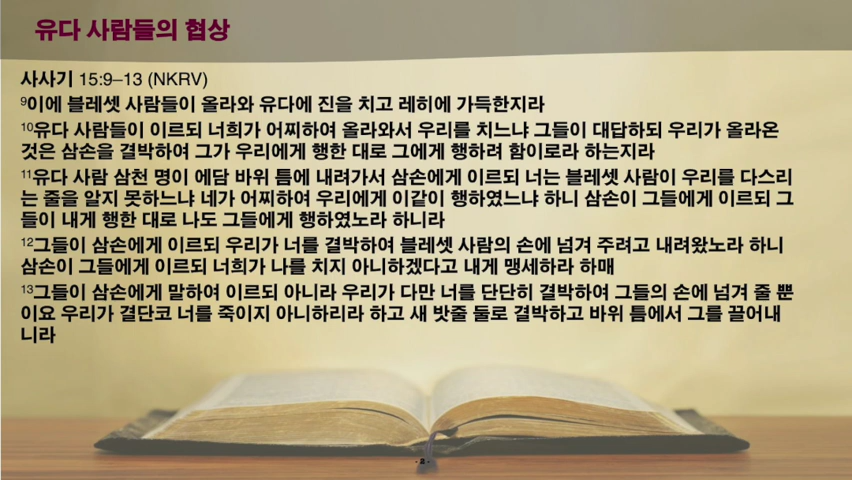 유다 사람들의 협상
사사기 15:9–13 (NKRV)
⁹이에 블레셋 사람들이 올라와 유다에 진을 치고 레히에 가득한지라
¹⁰유다 사람들이 이르되 너희가 어찌하여 올라와서 우리를 치느냐 그들이 대답하되 우리가 올라온
것은 삼손을 결박하여 그가 우리에게 행한 대로 그에게 행하려 함이로라 하는지라
¹¹유다 사람 삼천 명이 에담 바위 틈에 내려가서 삼손에게 이르되 너는 블레셋 사람이 우리를 다스리
는 줄을 알지 못하느냐 네가 어찌하여 우리에게 이같이 행하였느냐 하니 삼손이 그들에게 이르되 그
들이 내게 행한 대로 나도 그들에게 행하였노라 하니라
¹²그들이 삼손에게 이르되 우리가 너를 결박하여 블레셋 사람의 손에 넘겨 주려고 내려왔노라 하니
삼손이 그들에게 이르되 너희가 나를 치지 아니하겠다고 내게 맹세하라 하매
¹³그들이 삼손에게 말하여 이르되 아니라 우리가 다만 너를 단단히 결박하여 그들의 손에 넘겨 줄 뿐
이요 우리가 결단코 너를 죽이지 아니하리라 하고 새 밧줄 둘로 결박하고 바위 틈에서 그를 끌어내
니라